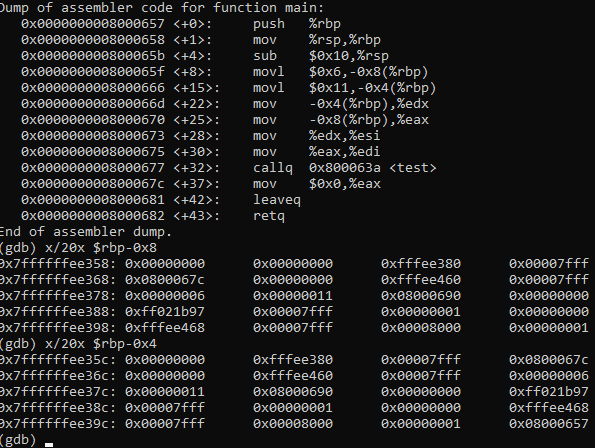 Dump of assembler code for function main:
   0x0000000008000657 <+0>:     push   %rbp
   0x0000000008000658 <+1>:     mov    %rsp,%rbp
   0x000000000800065b <+4>:     sub    $0x10,%rsp
   0x000000000800065f <+8>:     movl   $0x6,-0x8(%rbp)
   0x0000000008000666 <+15>:    movl   $0x11,-0x4(%rbp)
   0x000000000800066d <+22>:    mov    -0x4(%rbp),%edx
   0x0000000008000670 <+25>:    mov    -0x8(%rbp),%eax
   0x0000000008000673 <+28>:    mov    %edx,%esi
   0x0000000008000675 <+30>:    mov    %eax,%edi
   0x0000000008000677 <+32>:    callq  0x800063a <test>
   0x000000000800067c <+37>:    mov    $0x0,%eax
   0x0000000008000681 <+42>:    leaveq
   0x0000000008000682 <+43>:    retq
End of assembler dump.
(gdb) x/20x $rbp-0x8
0x7ffffffee358: 0x00000000      0x00000000      0xfffee380      0x00007fff
0x7ffffffee368: 0x0800067c      0x00000000      0xfffee460      0x00007fff
0x7ffffffee378: 0x00000006      0x00000011      0x08000690      0x00000000
0x7ffffffee388: 0xff021b97      0x00007fff      0x00000001      0x00000000
0x7ffffffee398: 0xfffee468      0x00007fff      0x00008000      0x00000001
(gdb) x/20x $rbp-0x4
0x7ffffffee35c: 0x00000000      0xfffee380      0x00007fff      0x0800067c
0x7ffffffee36c: 0x00000000      0xfffee460      0x00007fff      0x00000006
0x7ffffffee37c: 0x00000011      0x08000690      0x00000000      0xff021b97
0x7ffffffee38c: 0x00007fff      0x00000001      0x00000000      0xfffee468
0x7ffffffee39c: 0x00007fff      0x00008000      0x00000001      0x08000657
(gdb)